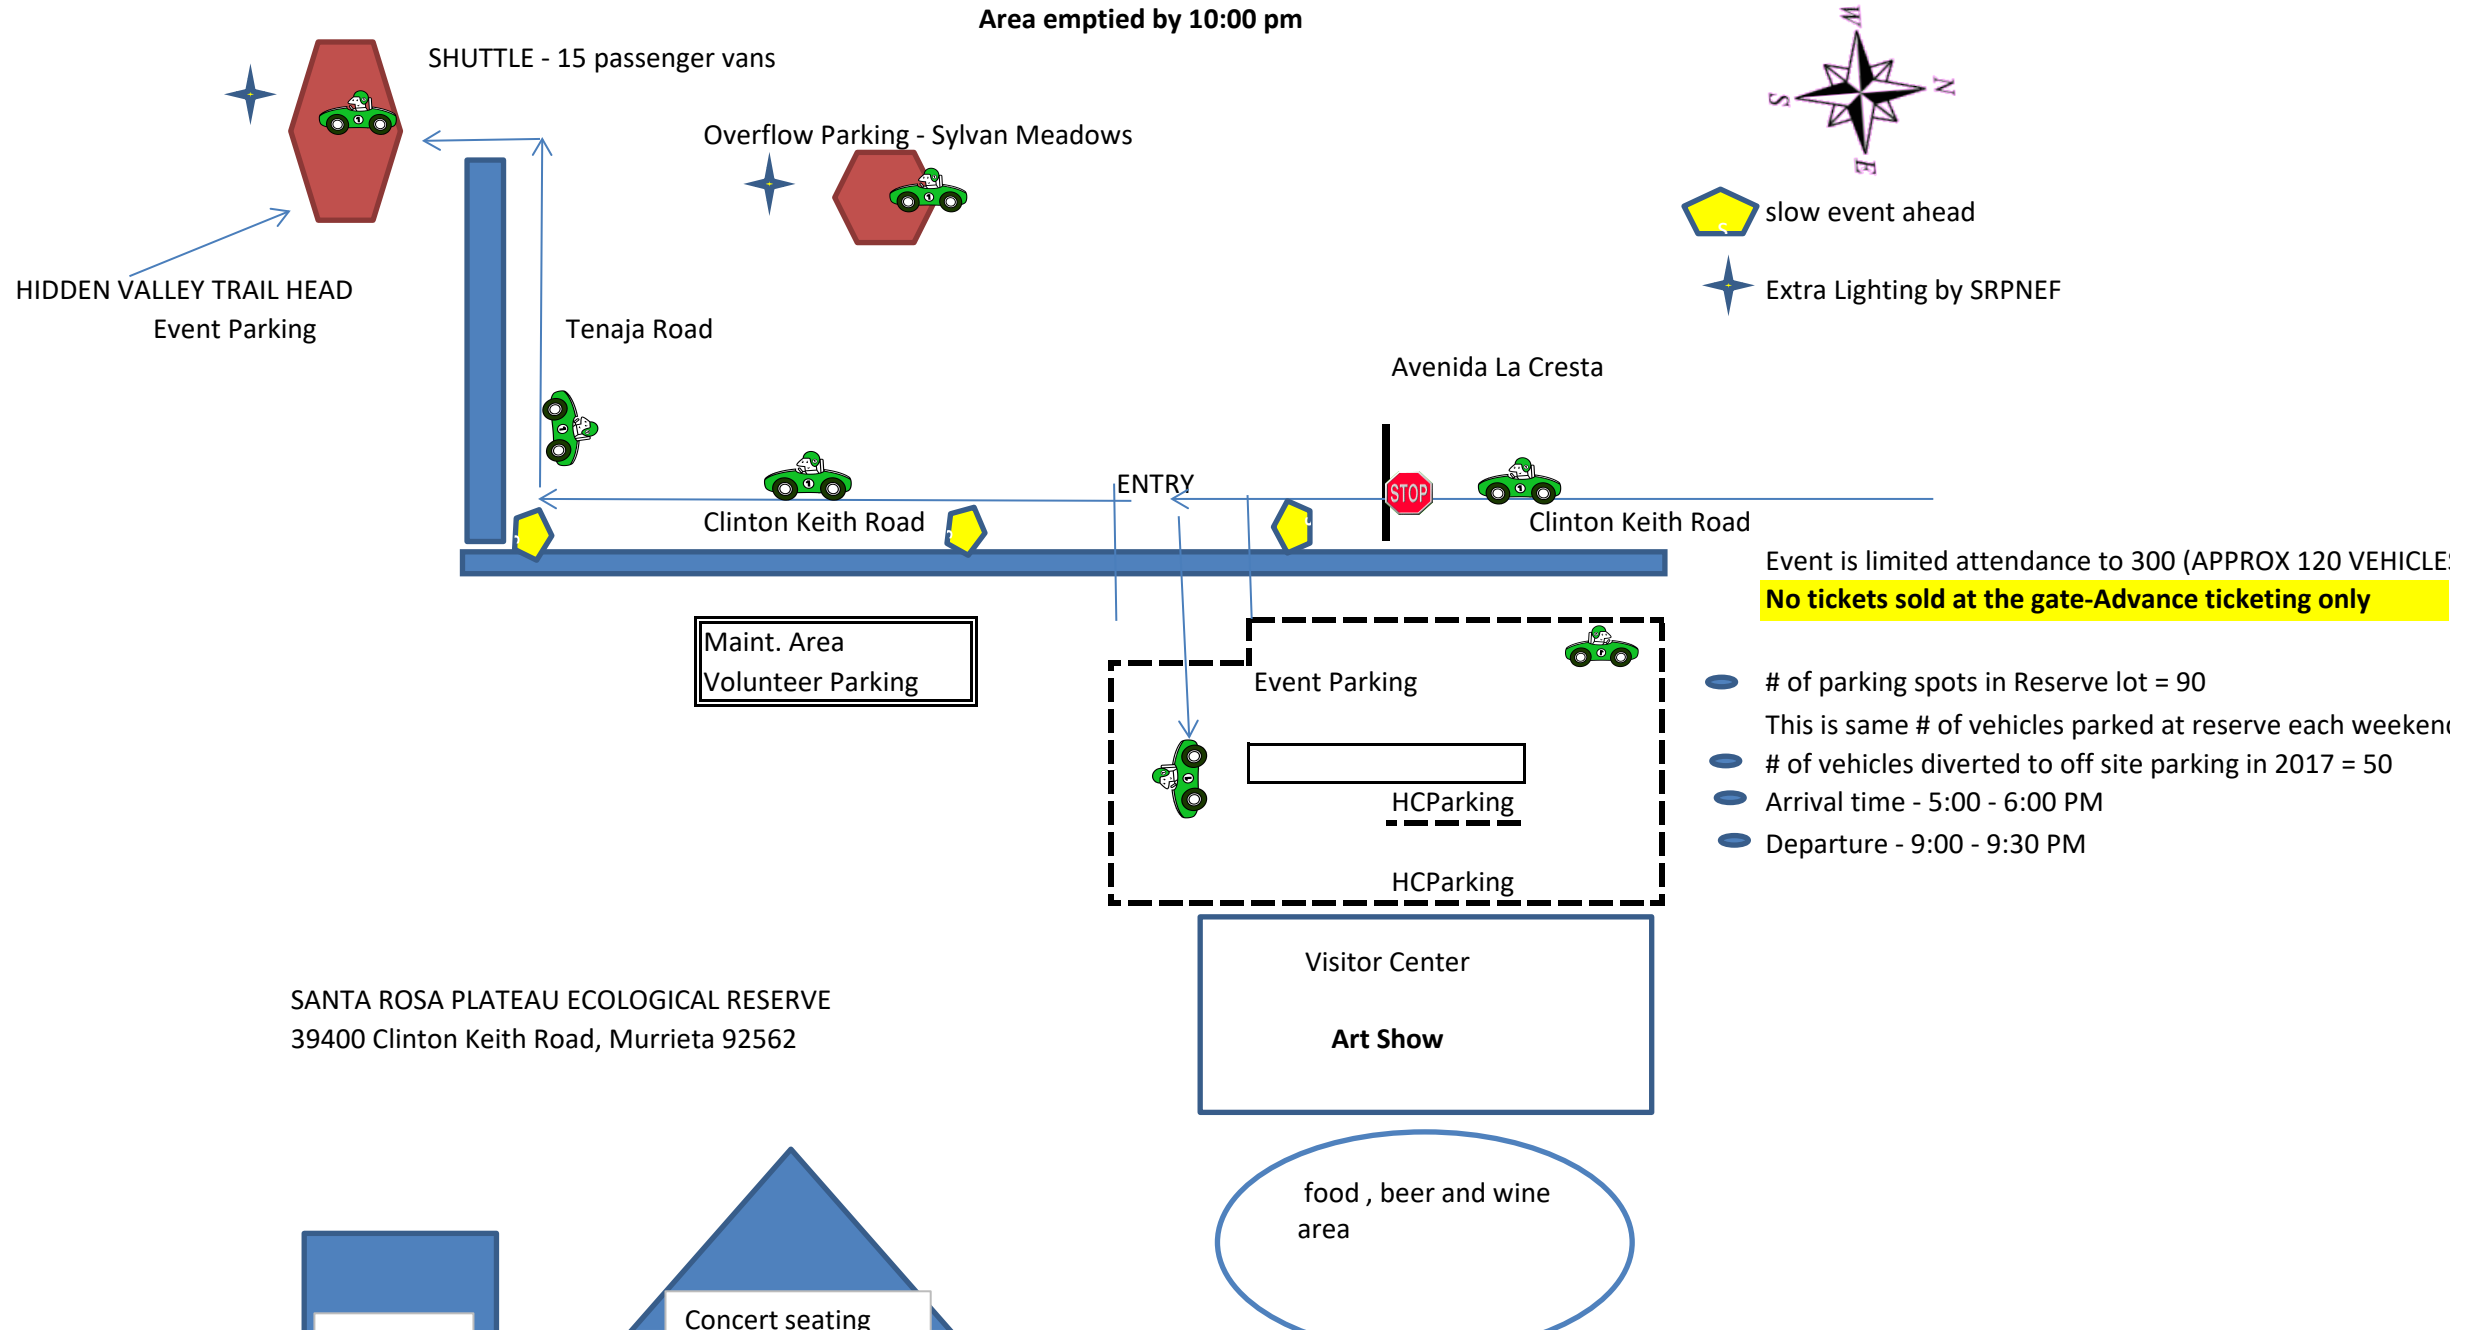 Area emptied by 10:00 pm
SHUTTLE - 15 passenger vans
Overflow Parking - Sylvan Meadows
W
N
S
E
slow event ahead
HIDDEN VALLEY TRAIL HEAD
Event Parking
Extra Lighting by SRPNEF
Tenaja Road
Avenida La Cresta
ENTRY
STOP
Clinton Keith Road
Clinton Keith Road
Event is limited attendance to 300 (APPROX 120 VEHICLES
No tickets sold at the gate-Advance ticketing only
Maint. Area
Volunteer Parking
Event Parking
# of parking spots in Reserve lot = 90
This is same # of vehicles parked at reserve each weekend
# of vehicles diverted to off site parking in 2017 = 50
HCParking
Arrival time - 5:00 - 6:00 PM
Departure - 9:00 - 9:30 PM
HCParking
Visitor Center
Art Show
SANTA ROSA PLATEAU ECOLOGICAL RESERVE
39400 Clinton Keith Road, Murrieta 92562
food , beer and wine
area
Concert seating